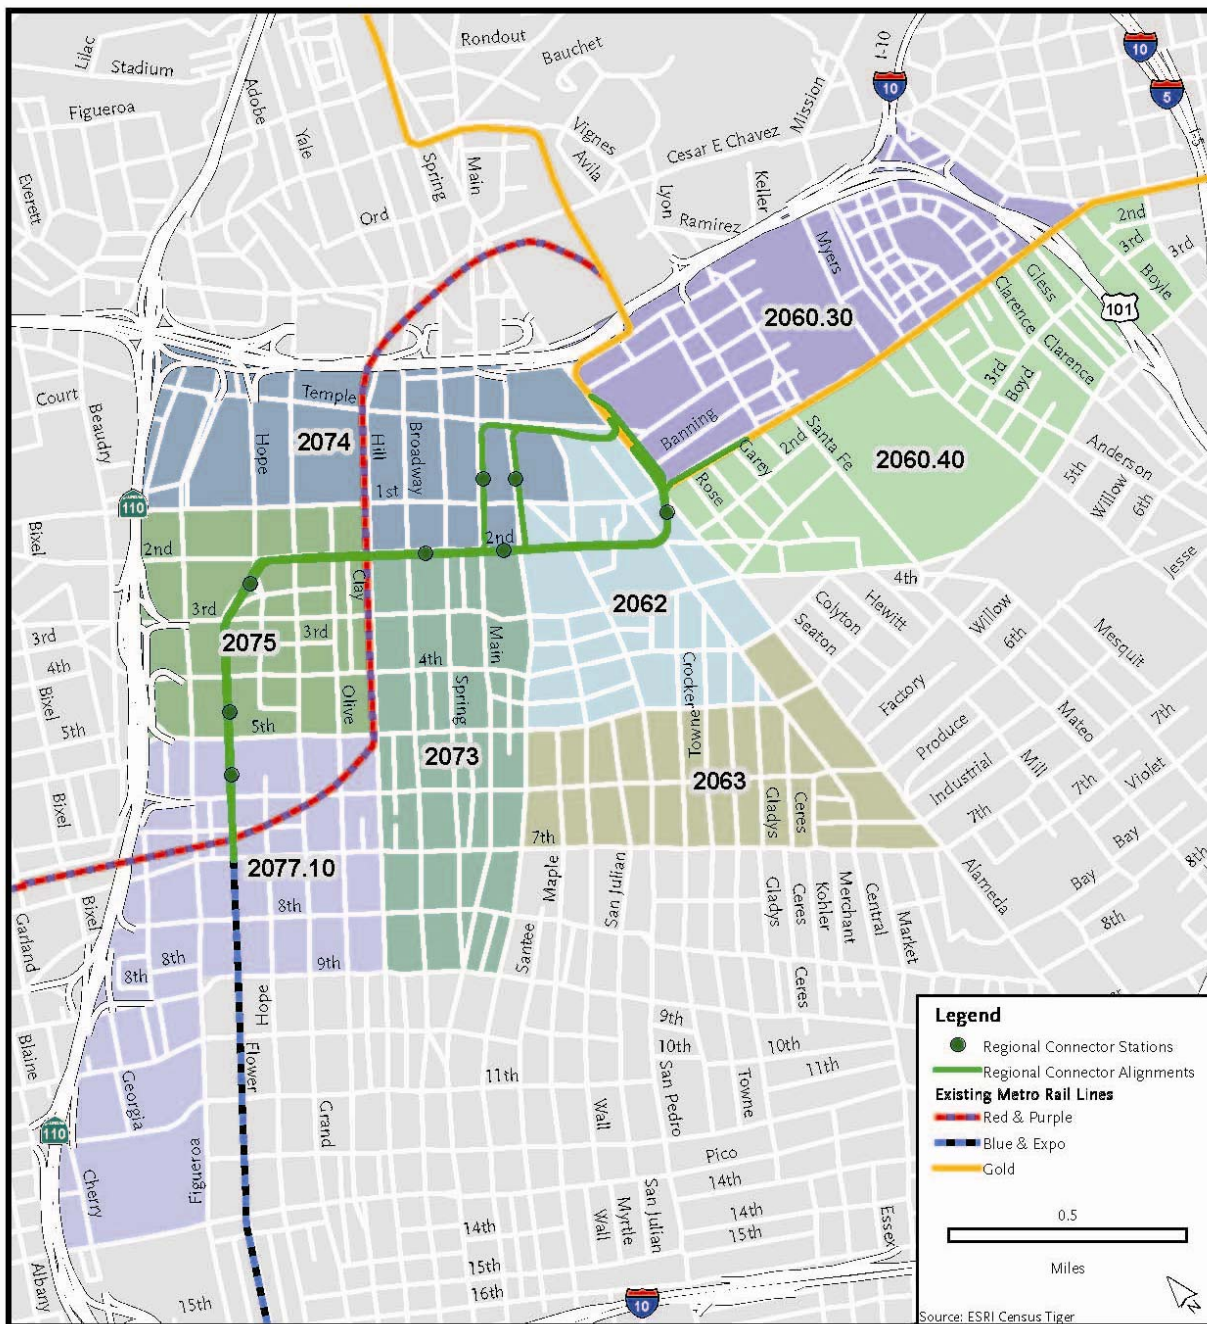 Lilac
Stadium
Figueroa
Adobe
Yale
Everett
Ord
Spring
Main
Rondout
Bauchet
Vignes
Avila
Cesar E Chavez
Mission
Lyon
Keller
Ramirez
I-10
10
10
5
I-5
Myers
2060.30
2nd
3rd
3rd
Boyle
Gless
Clarence
Clarence
101
3rd
Boyd
Court
Beaudry
Temple
2074
Hope
Hill
Broadway
1st
Banning
Garey
2nd
Santa Fe
2060.40
Rose
Anderson
5th
Willow
6th
Jesse
110
Bixel
2nd
2nd
Clay
3rd
3rd
2075
2062
4th
Colyton
Hewitt
Seaton
Willow
6th
Mesquit
3rd
4th
Bixel
5th
Bixel
5th
Olive
4th
Main
Spring
Crocker
Towne
Factory
Produce
Industrial
Mill
Mateo
7th
7th
Violet
7th
Bay
Bay
8th
8th
2073
2063
Gladys
Ceres
7th
2077.10
Maple
San Julian
Gladys
Ceres
Kohler
Merchant
Central
Market
Alameda
Garland
Bixel
8th
8th
8th
9th
Santee
Ceres
Hope
Flower
Blaine
Georgia
110
Cherry
Figueroa
Albany
15th
Grand
11th
9th
10th
10th
11th
San Pedro
Towne
Wall
Pico
14th
14th
15th
14th
15th
16th
Wall
Myrtle
San Julian
Essex
10
Legend
Regional Connector Stations
Regional Connector Alignments
Existing Metro Rail Lines
Red & Purple
Blue & Expo
Gold
0.5
Miles
N
Source: ESRI Census Tiger